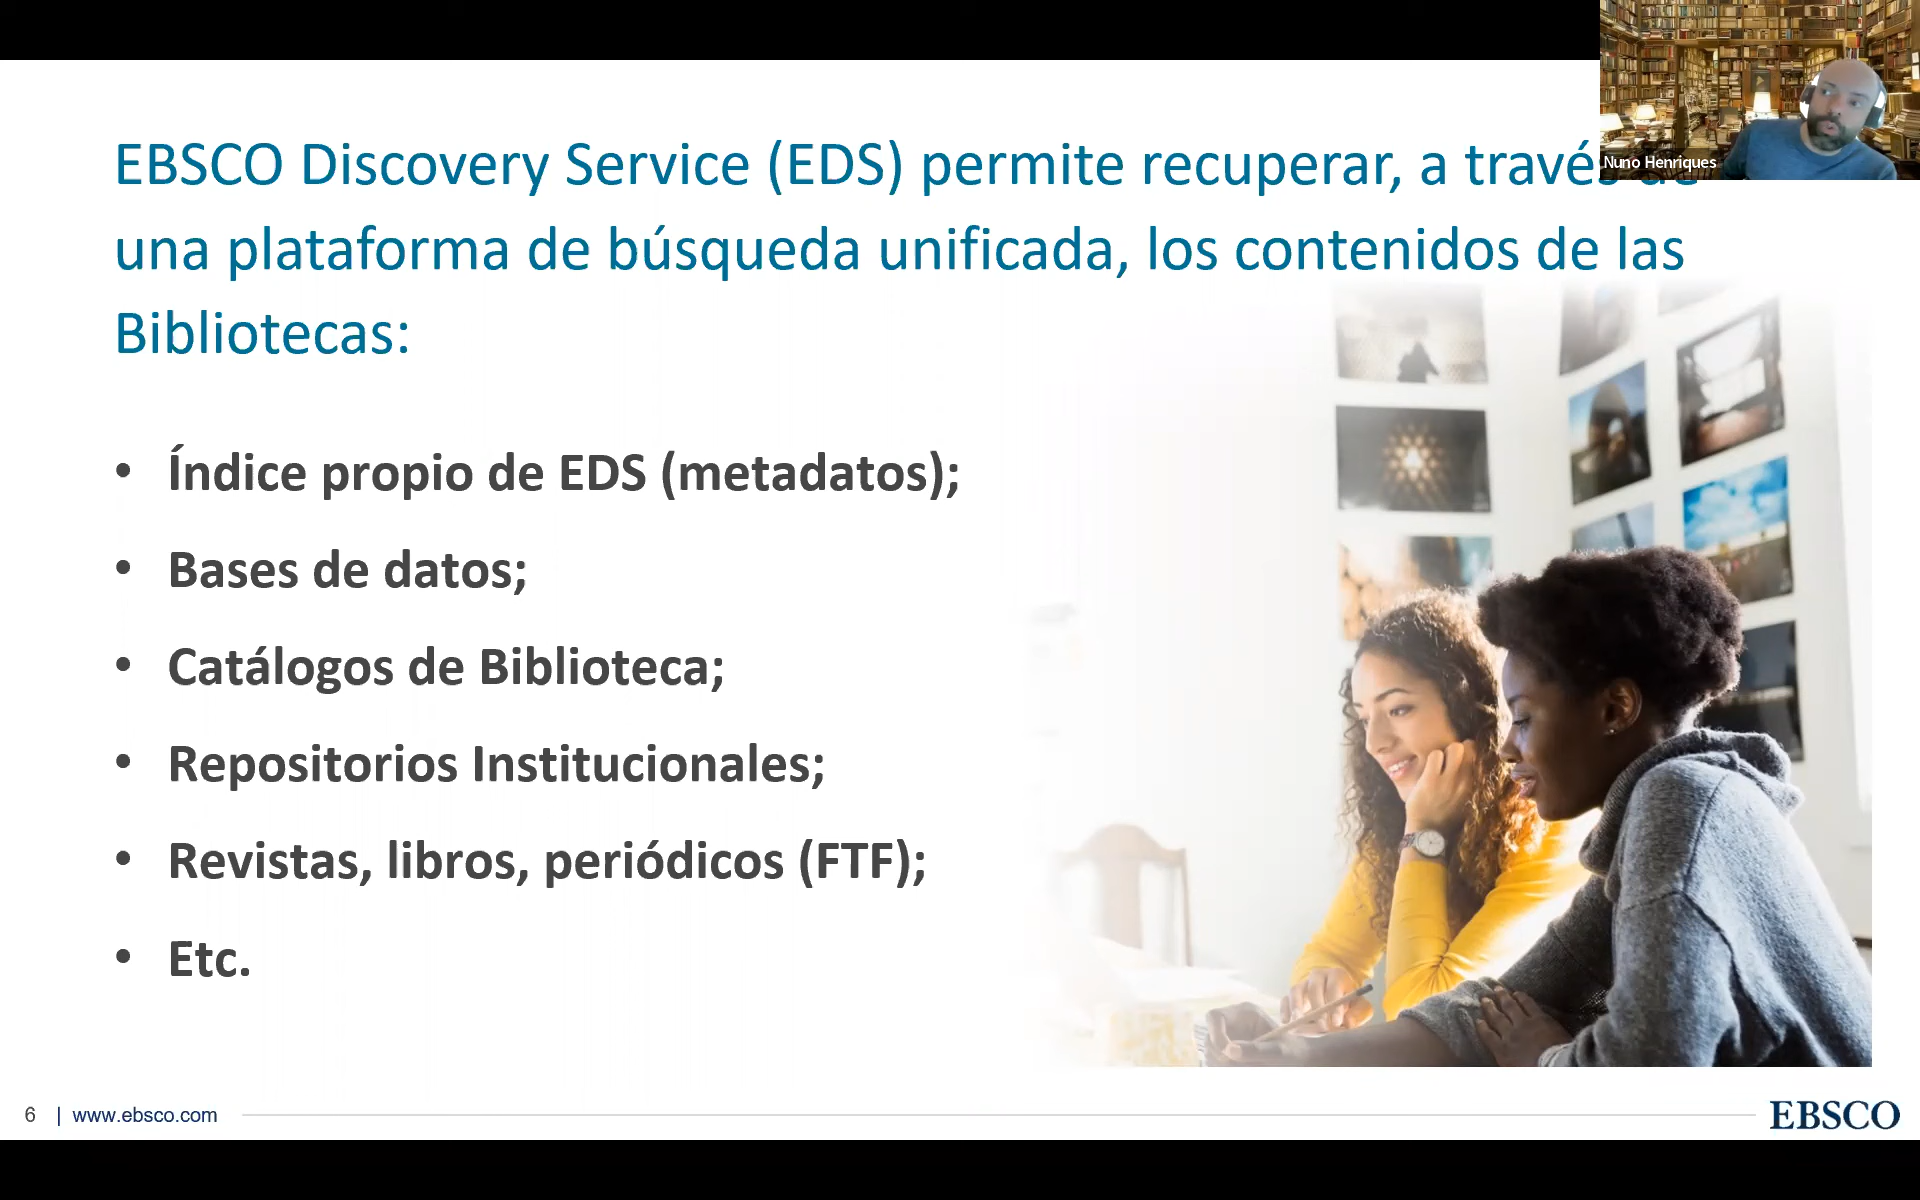 EBSCO Discovery Service (EDS) permite recuperar, a través de
una plataforma de búsqueda unificada, los contenidos de las
Bibliotecas:
• Índice propio de EDS (metadatos);
• Bases de datos;
• Catálogos de Biblioteca;
• Repositorios Institucionales;
• Revistas, libros, periódicos (FTF);
• Etc.
Nuno Henriques
6 | www.ebsco.com
EBSCO